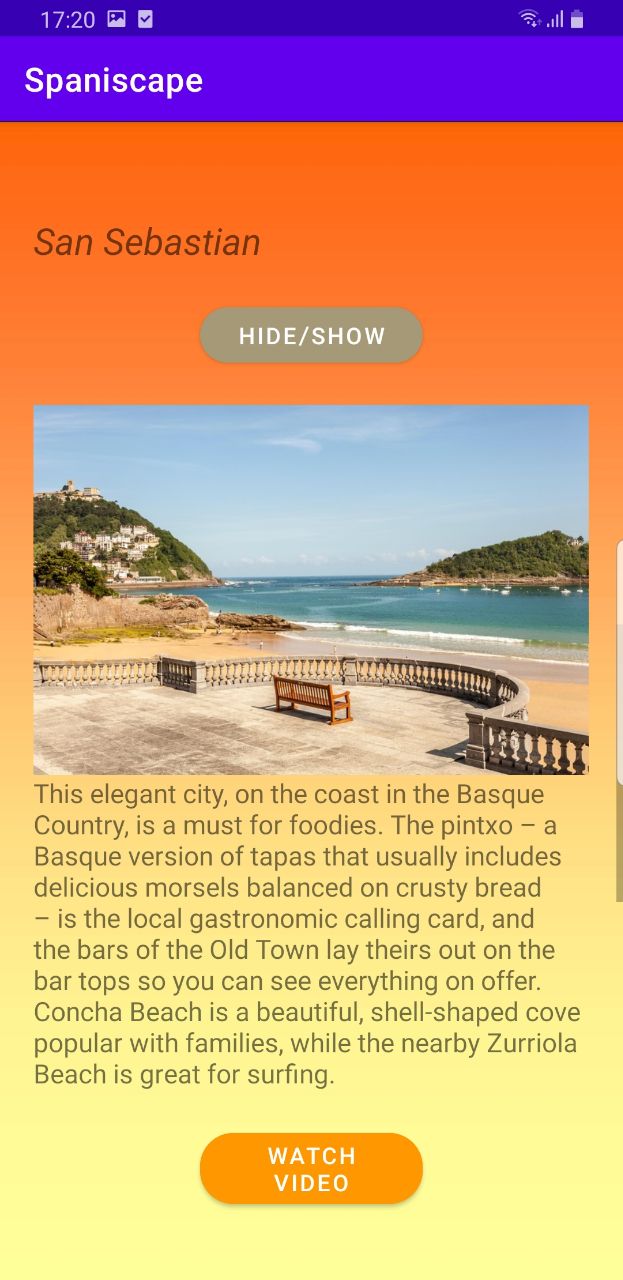 17:20
Spaniscape
San Sebastian
HIDE/SHOW
This elegant city, on the coast in the Basque
Country, is a must for foodies. The pintxo – a
Basque version of tapas that usually includes
delicious morsels balanced on crusty bread
– is the local gastronomic calling card, and
the bars of the Old Town lay theirs out on the
bar tops so you can see everything on offer.
Concha Beach is a beautiful, shell-shaped cove
popular with families, while the nearby Zurriola
Beach is great for surfing.
WATCH
VIDEO